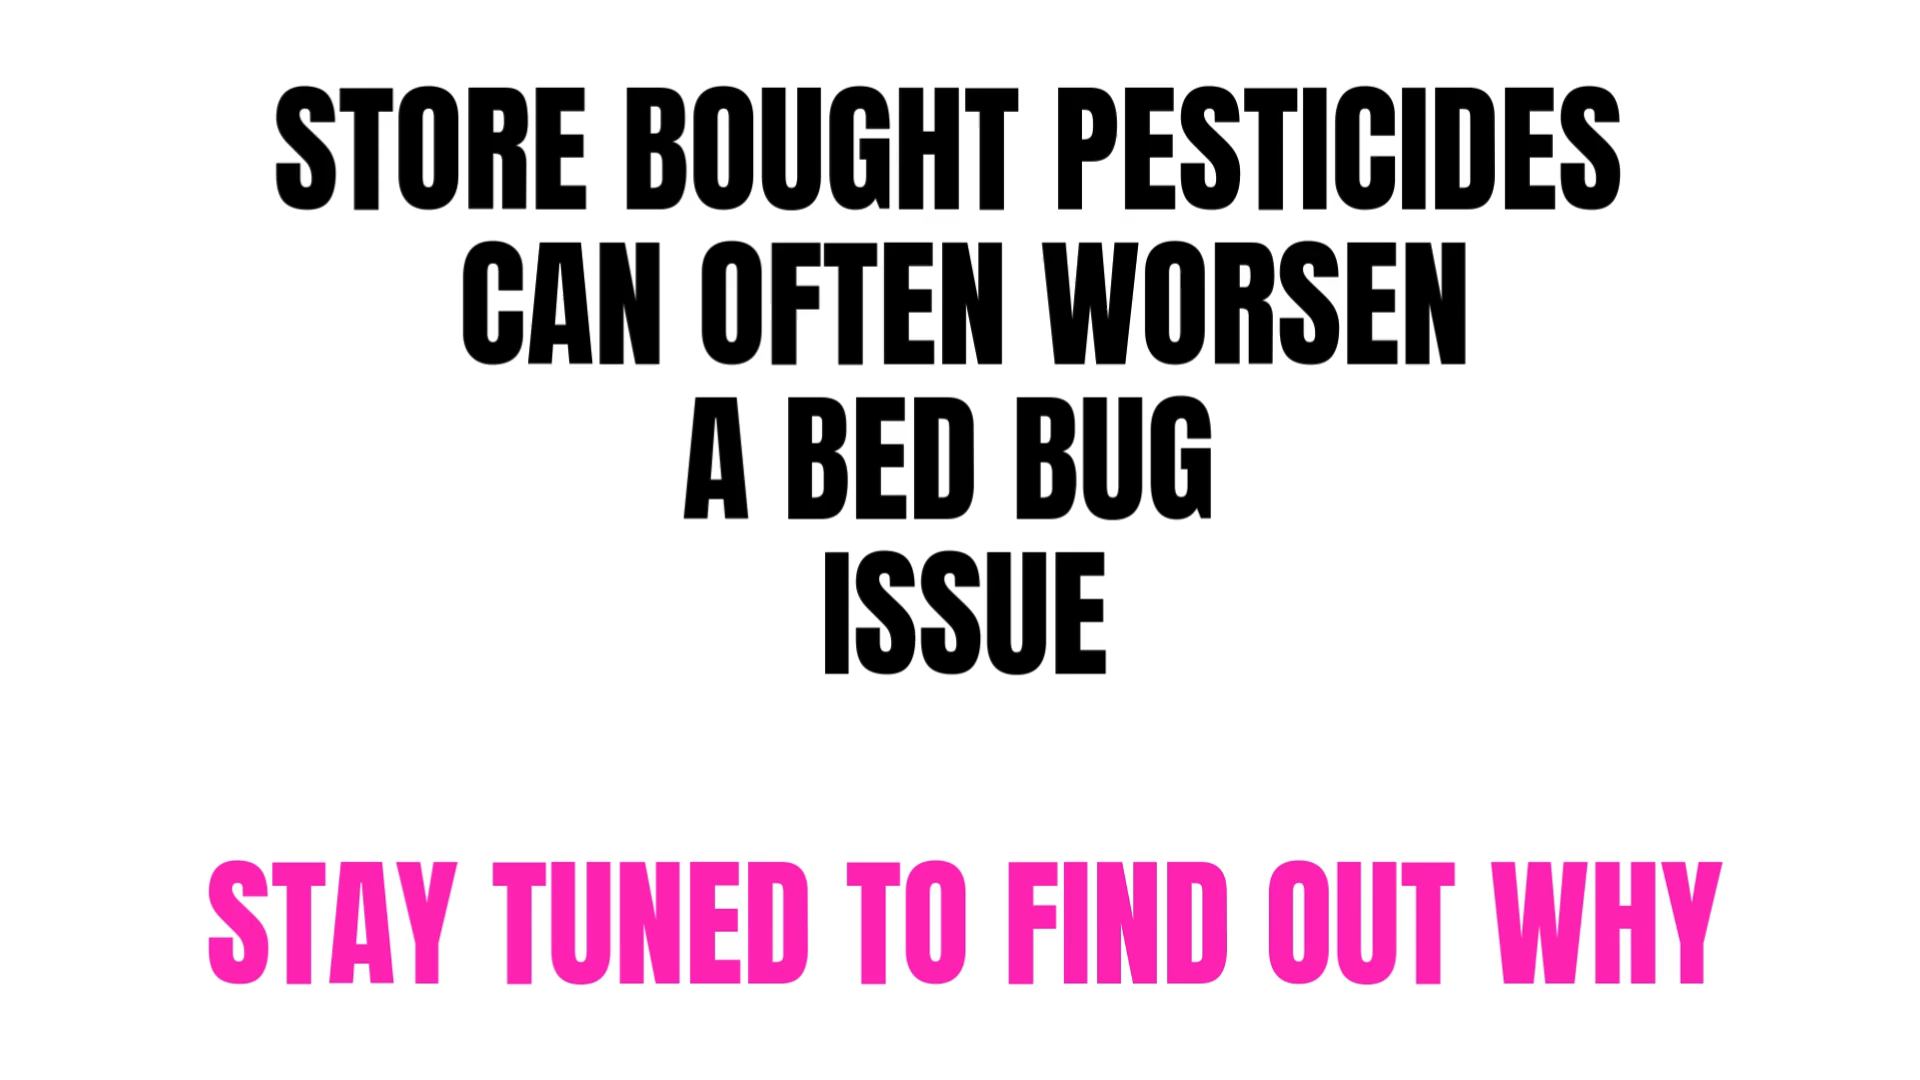 STORE BOUGHT PESTICIDES
CAN OFTEN WORSEN
A BED BUG
ISSUE
STAY TUNED TO FIND OUT WHY